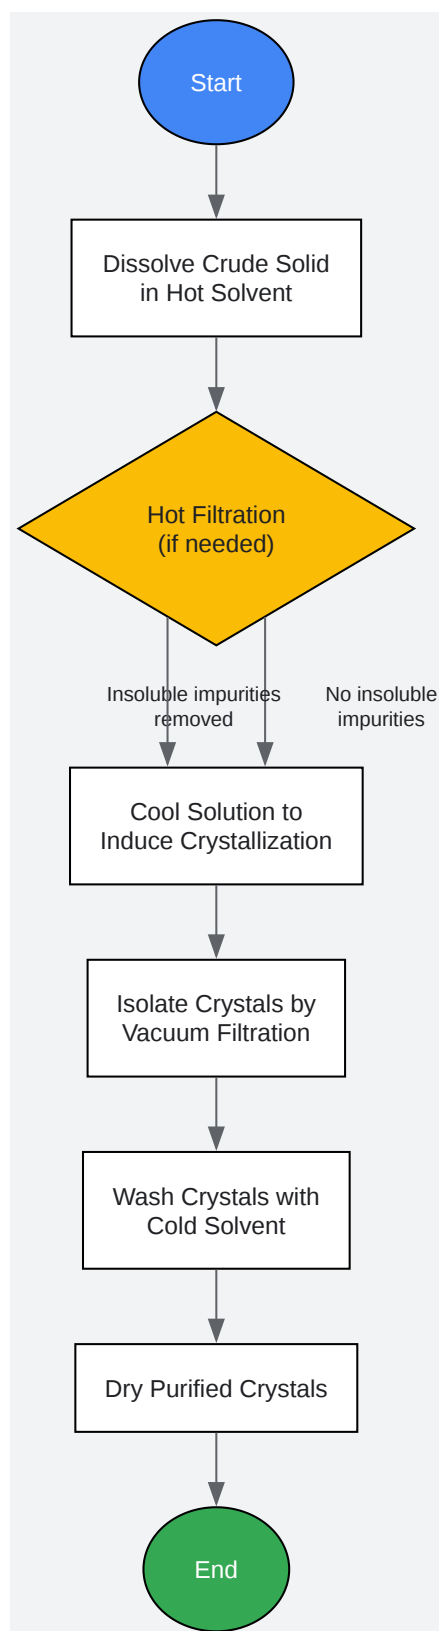 Start
Dissolve Crude Solid
in Hot Solvent
Hot Filtration
(if needed)
Insoluble impurities
removed
No insoluble
impurities
Cool Solution to
Induce Crystallization
Isolate Crystals by
Vacuum Filtration
Wash Crystals with
Cold Solvent
Dry Purified Crystals
End